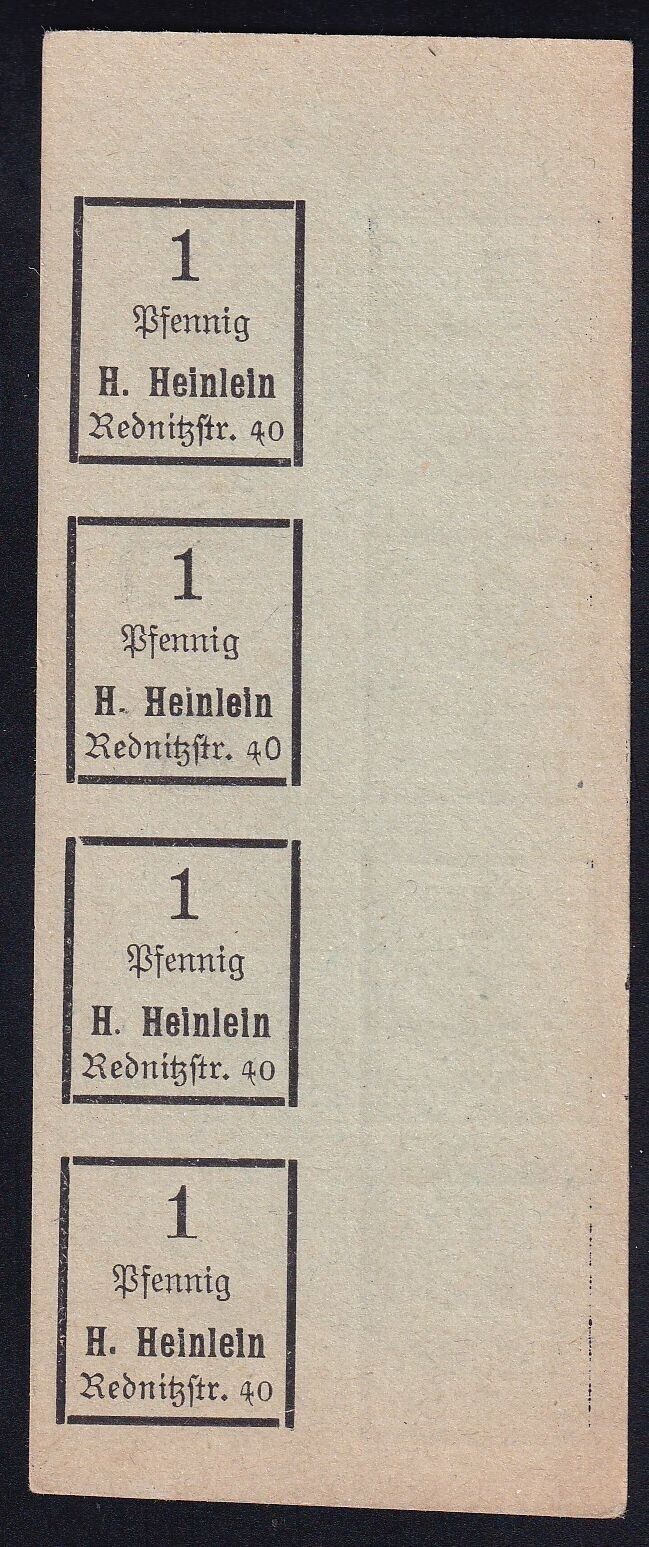 1
Pfennig
H. Heinlein
Rednitzstr. 40
1
Pfennig
H. Heinlein
Rednitzstr. 40
1
Pfennig
H. Heinlein
Rednitzstr. 40
1
Pfennig
H. Heinlein
Rednitzstr. 40